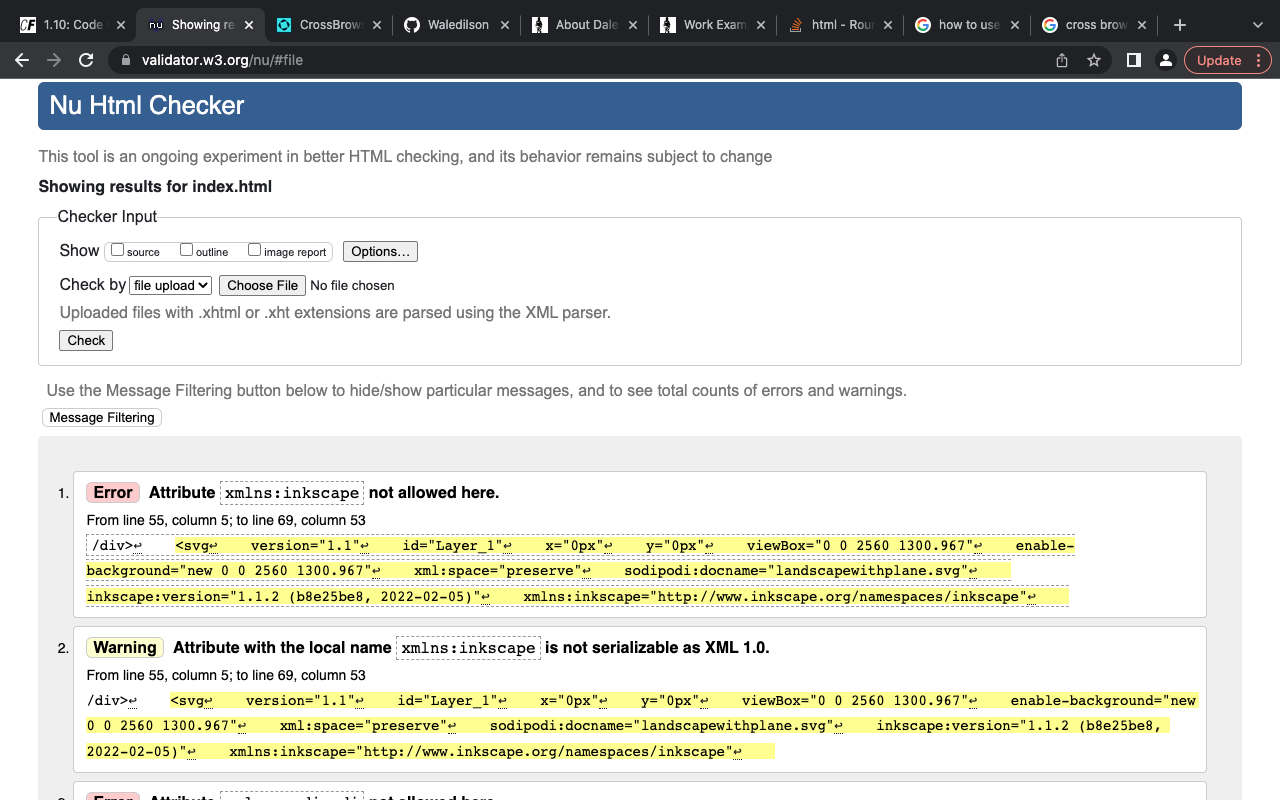 1.10: Code
Showing re
CrossBrow
Waledilson
About Dale
Work Exam
html - Roun
how to use
cross brow
validator.w3.org/nu/#file
Update
Nu Html Checker
This tool is an ongoing experiment in better HTML checking, and its behavior remains subject to change
Showing results for index.html
Checker Input
Show source outline image report Options...
Check by file upload Choose File No file chosen
Uploaded files with .xhtml or .xht extensions are parsed using the XML parser.
Check
Use the Message Filtering button below to hide/show particular messages, and to see total counts of errors and warnings.
Message Filtering
1. Error Attribute xmlns:inkscape not allowed here.
From line 55, column 5; to line 69, column 53
/div>↩ <svg↩ version="1.1"↩ id="Layer_1"↩ x="0px"↩ y="0px"↩ viewBox="0 0 2560 1300.967"↩ enable-
background="new 0 0 2560 1300.967"↩ xml:space="preserve"↩ sodipodi:docname="landscapewithplane.svg"↩
inkscape:version="1.1.2 (b8e25be8, 2022-02-05)"↩ xmlns:inkscape="http://www.inkscape.org/namespaces/inkscape"↩
2. Warning Attribute with the local name xmlns:inkscape is not serializable as XML 1.0.
From line 55, column 5; to line 69, column 53
/div>↩ <svg↩ version="1.1"↩ id="Layer_1"↩ x="0px"↩ y="0px"↩ viewBox="0 0 2560 1300.967"↩ enable-background="new
0 0 2560 1300.967"↩ xml:space="preserve"↩ sodipodi:docname="landscapewithplane.svg"↩ inkscape:version="1.1.2 (b8e25be8,
2022-02-05)"↩ xmlns:inkscape="http://www.inkscape.org/namespaces/inkscape"↩
Error Attribute not allowed here.